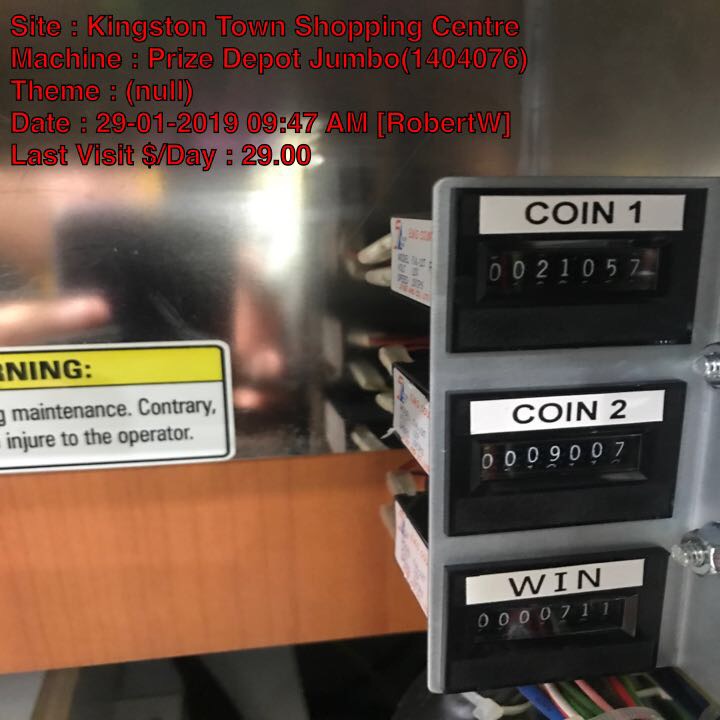 Site : Kingston Town Shopping Centre
Machine : Prize Depot Jumbo(1404076)
Theme : (null)
Date : 29-01-2019 09:47 AM [RobertW]
Last Visit $/Day : 29.00
COIN 1
0021057
COIN 2
0009007
WIN
0000711
RNING:
g maintenance. Contrary,
injure to the operator.